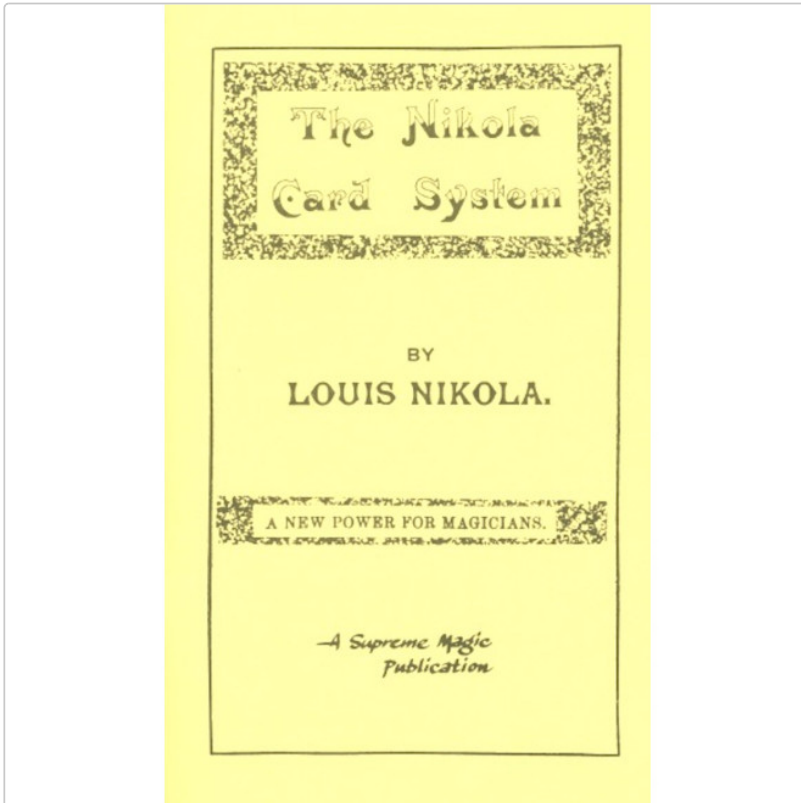 The Nikola
Card System
BY
LOUIS NIKOLA.
A NEW POWER FOR MAGICIANS.
A Supreme Magic
Publication